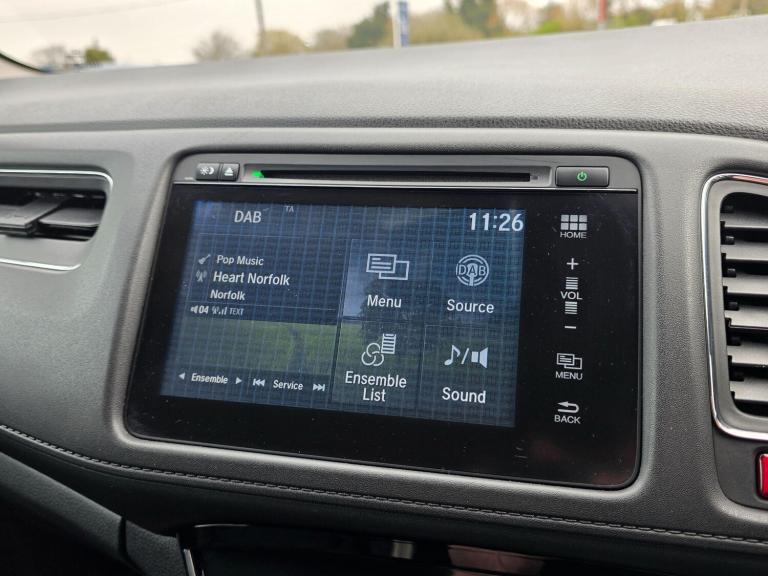 DAB
TA
11:26
Pop Music
Heart Norfolk
Norfolk
04 TEXT
Ensemble
Service
Menu
DAB
Source
Ensemble
List
Sound
HOME
+
VOL
−
MENU
BACK